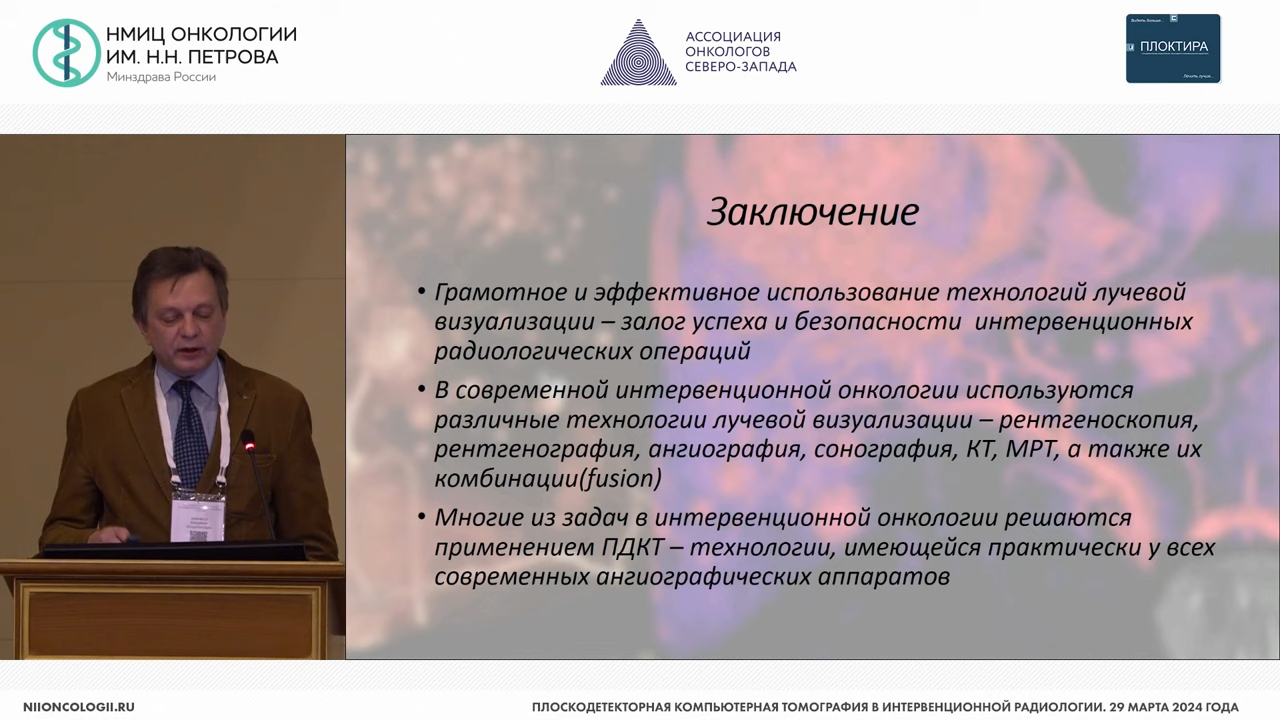 НМИЦ ОНКОЛОГИИ
ИМ. Н.Н. ПЕТРОВА
Минздрава России
АССОЦИАЦИЯ
ОНКОЛОГОВ
СЕВЕРО-ЗАПАДА
ПЛОКТИРА
Заключение
• Грамотное и эффективное использование технологий лучевой
визуализации – залог успеха и безопасности интервенционных
радиологических операций
• В современной интервенционной онкологии используются
различные технологии лучевой визуализации – рентгеноскопия,
рентгенография, ангиография, сонография, КТ, МРТ, а также их
комбинации(fusion)
• Многие из задач в интервенционной онкологии решаются
применением ПДКТ – технологии, имеющейся практически у всех
современных ангиографических аппаратов
NIIONCOLOGII.RU
ПЛОСКОДЕТЕКТОРНАЯ КОМПЬЮТЕРНАЯ ТОМОГРАФИЯ В ИНТЕРВЕНЦИОННОЙ РАДИОЛОГИИ. 29 МАРТА 2024 ГОДА